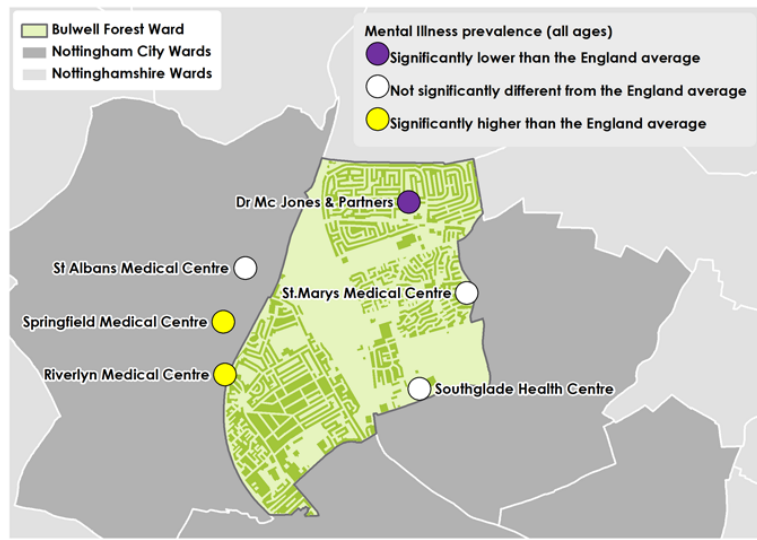 Bulwell Forest Ward
Nottingham City Wards
Nottinghamshire Wards
Mental Illness prevalence (all ages)
Significantly lower than the England average
Not significantly different from the England average
Significantly higher than the England average
Dr Mc Jones & Partners
St Albans Medical Centre
St.Marys Medical Centre
Springfield Medical Centre
Riverlyn Medical Centre
Southglade Health Centre